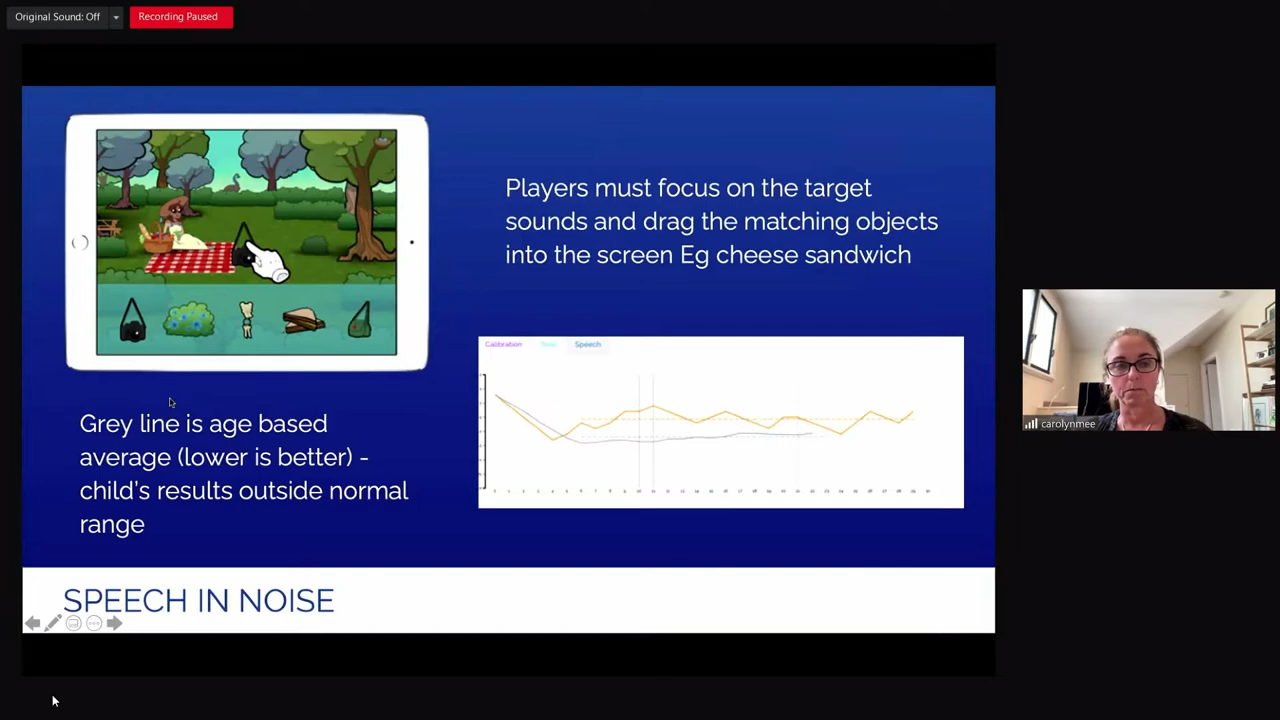 Original Sound: Off
Recording Paused
Players must focus on the target
sounds and drag the matching objects
into the screen Eg cheese sandwich
Calibration
Speech
Grey line is age based
average (lower is better) -
child's results outside normal
range
SPEECH IN NOISE
carolynmee